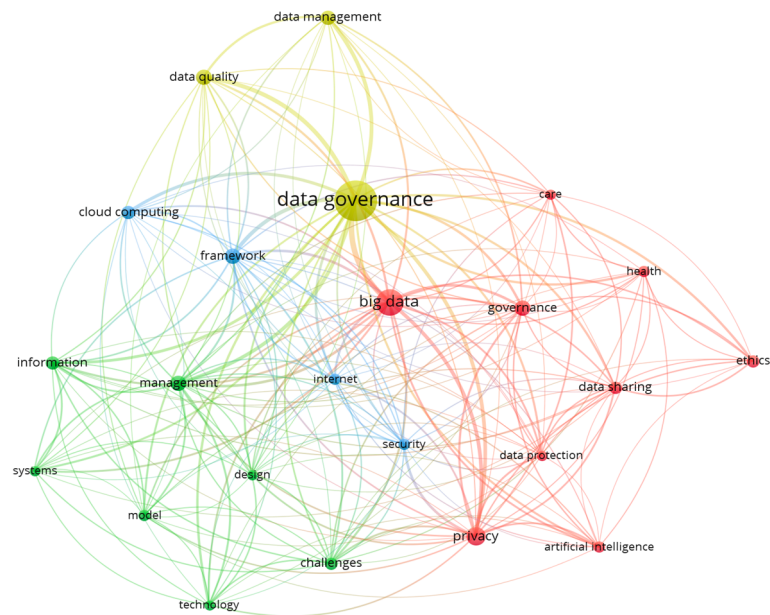 data management
data quality
data governance
care
cloud computing
framework
health
big data
governance
information
management
internet
ethics
data sharing
security
data protection
systems
design
model
privacy
artificial intelligence
challenges
technology